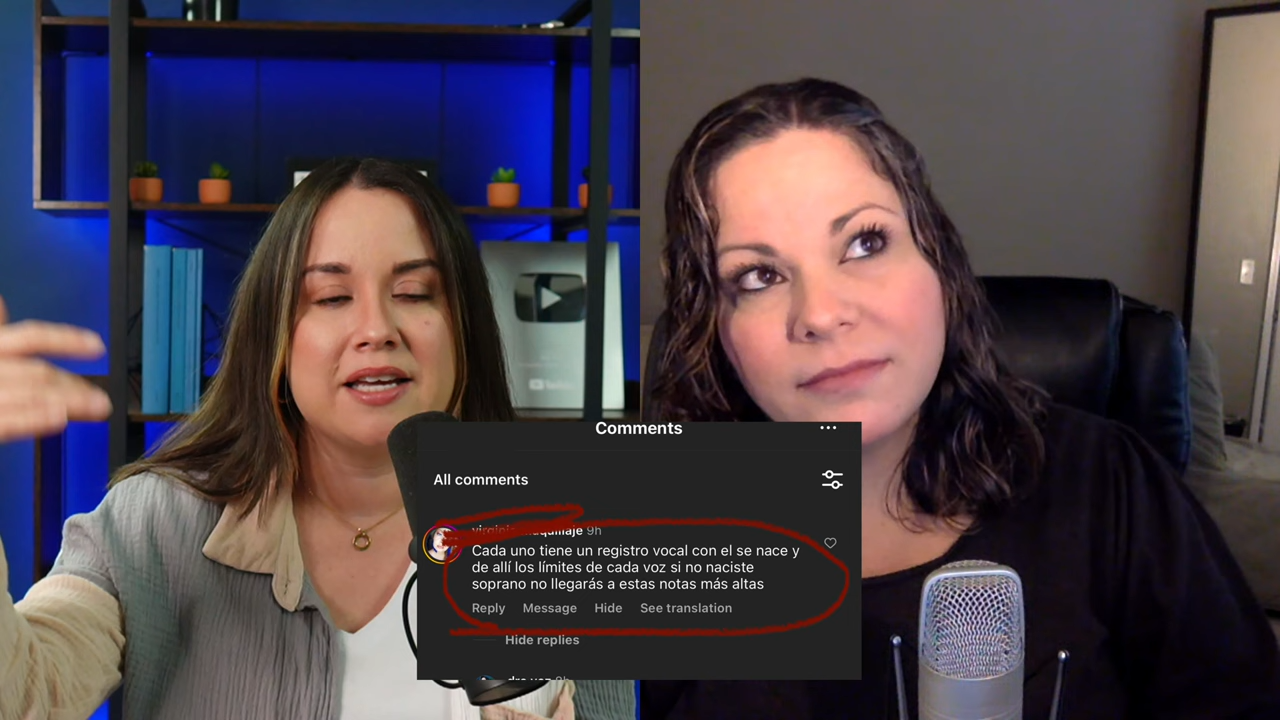 Comments
All comments
9h
Cada uno tiene un registro vocal con el se nace y
de allí los límites de cada voz si no naciste
soprano no llegarás a estas notas más altas
Reply Message Hide See translation
Hide replies